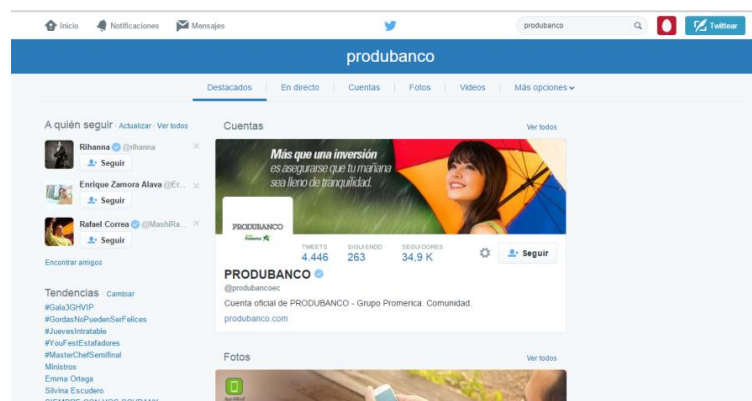 Inicio Notificaciones Mensajes produbanco Twittear
produbanco
Destacados En directo Cuentas Fotos Videos Más opciones
A quién seguir · Actualizar · Ver todos
Rihanna @rihanna
Seguir
Enrique Zamora Alava @Er...
Seguir
Rafael Correa @MashiRa...
Seguir
Encontrar amigos
Tendencias · Cambiar
#Gala3GHVIP
#GordasNoPuedenSerFelices
#JuevesIntratable
#YouFestEstafadores
#MasterChefSemifinal
Ministros
Emma Ortega
Silvina Escudero
Cuentas Ver todos
Más que una inversión
es asegurarse que tu mañana
sea lleno de tranquilidad.
PRODUBANCO
Promerica
TWEETS SIGUIENDO SEGUIDORES
4.446 263 34,9 K
Seguir
PRODUBANCO
@produbancoec
Cuenta oficial de PRODUBANCO - Grupo Promerica. Comunidad.
produbanco.com
Fotos Ver todos